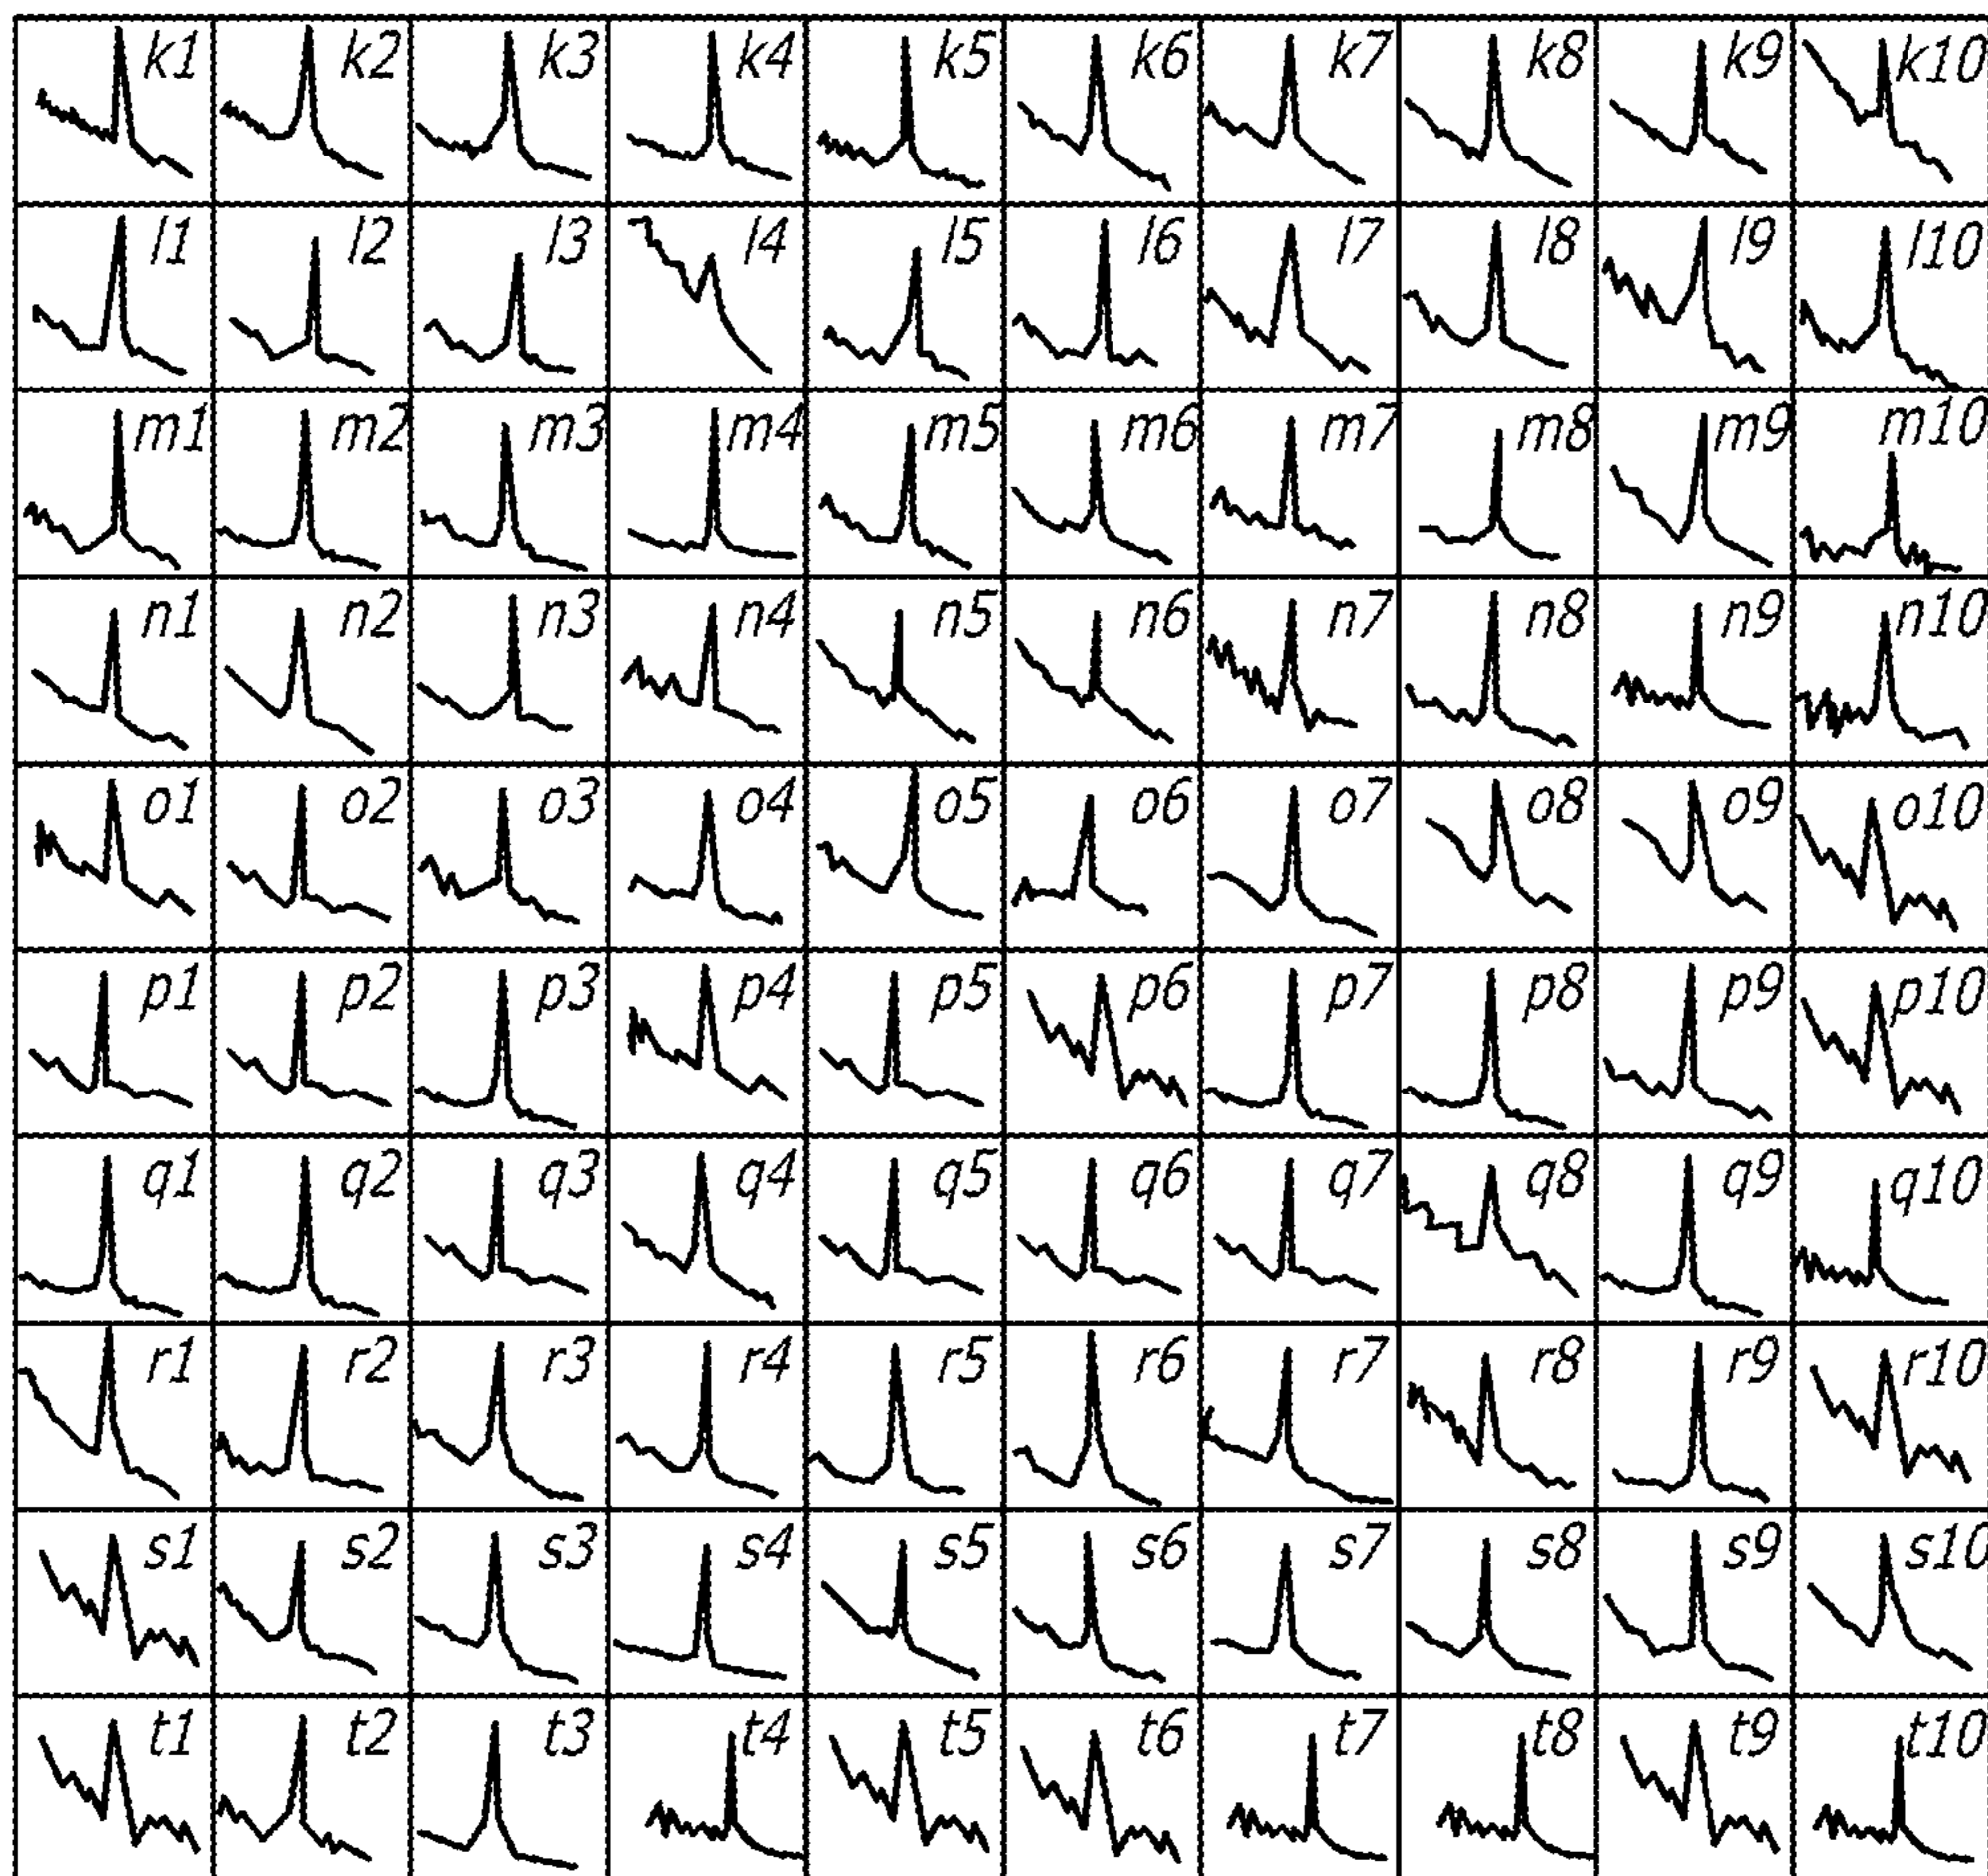 k1 k2 k3 k4 k5 k6 k7 k8 k9 k10
l1 l2 l3 l4 l5 l6 l7 l8 l9 l10
m1 m2 m3 m4 m5 m6 m7 m8 m9 m10
n1 n2 n3 n4 n5 n6 n7 n8 n9 n10
o1 o2 o3 o4 o5 o6 o7 o8 o9 o10
p1 p2 p3 p4 p5 p6 p7 p8 p9 p10
q1 q2 q3 q4 q5 q6 q7 q8 q9 q10
r1 r2 r3 r4 r5 r6 r7 r8 r9 r10
s1 s2 s3 s4 s5 s6 s7 s8 s9 s10
t1 t2 t3 t4 t5 t6 t7 t8 t9 t10